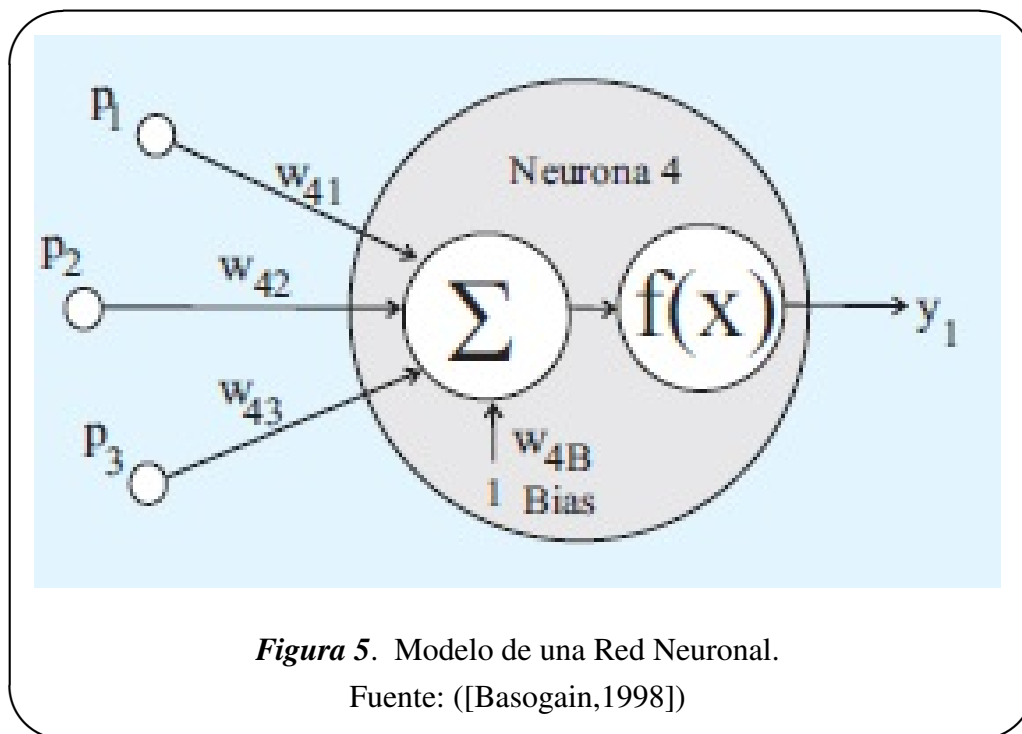 p1
w41
Neurona 4
p2
w42
Σ
f(x)
y1
w43
p3
w4B
1 Bias
Figura 5. Modelo de una Red Neuronal.
Fuente: ([Basogain,1998])